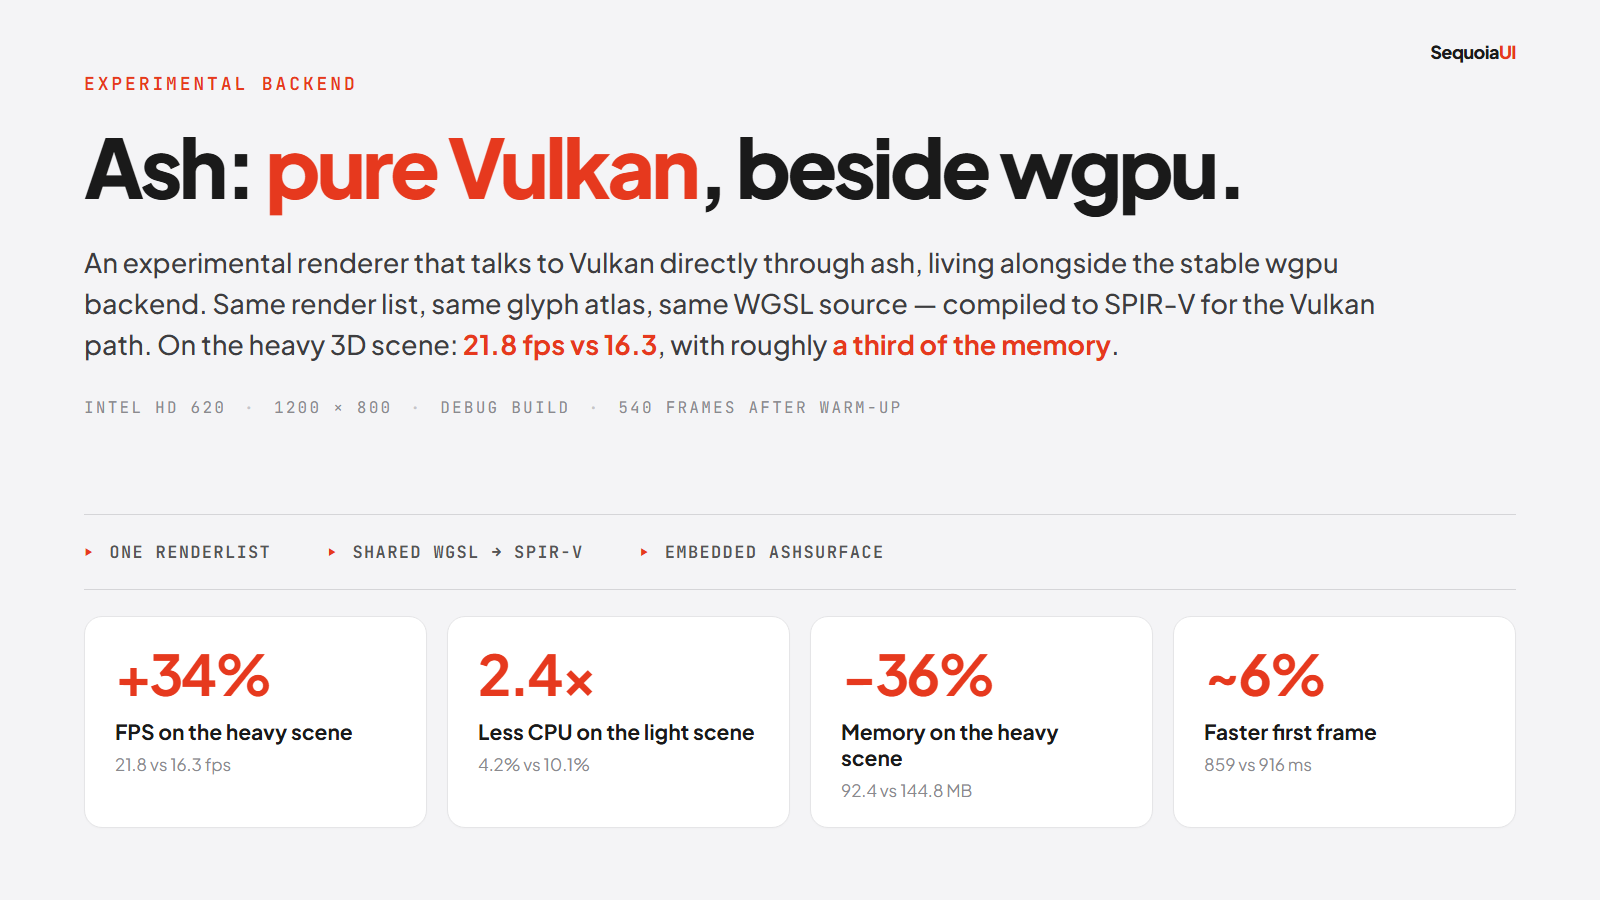 SequoiaUI
EXPERIMENTAL BACKEND
Ash: pure Vulkan, beside wgpu.
An experimental renderer that talks to Vulkan directly through ash, living alongside the stable wgpu
backend. Same render list, same glyph atlas, same WGSL source — compiled to SPIR-V for the Vulkan
path. On the heavy 3D scene: 21.8 fps vs 16.3, with roughly a third of the memory.
INTEL HD 620 · 1200 × 800 · DEBUG BUILD · 540 FRAMES AFTER WARM-UP
▸ ONE RENDERLIST ▸ SHARED WGSL → SPIR-V ▸ EMBEDDED ASHSURFACE
+34%
FPS on the heavy scene
21.8 vs 16.3 fps
2.4×
Less CPU on the light scene
4.2% vs 10.1%
−36%
Memory on the heavy
scene
92.4 vs 144.8 MB
~6%
Faster first frame
859 vs 916 ms